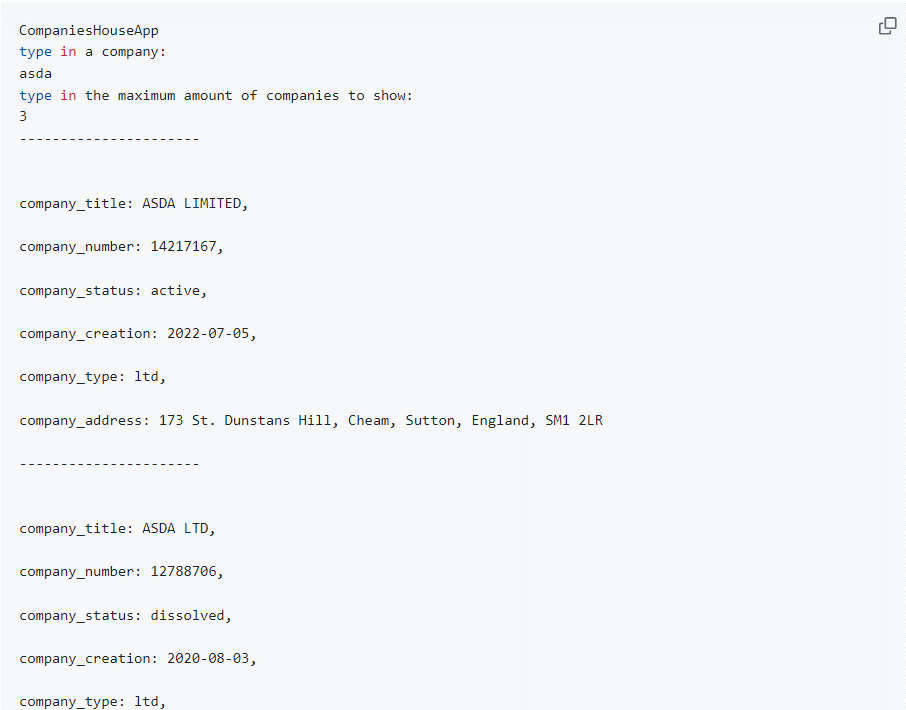 CompaniesHouseApp
type in a company:
asda
type in the maximum amount of companies to show:
3
----------------------
company_title: ASDA LIMITED,
company_number: 14217167,
company_status: active,
company_creation: 2022-07-05,
company_type: ltd,
company_address: 173 St. Dunstans Hill, Cheam, Sutton, England, SM1 2LR
----------------------
company_title: ASDA LTD,
company_number: 12788706,
company_status: dissolved,
company_creation: 2020-08-03,
company_type: ltd,